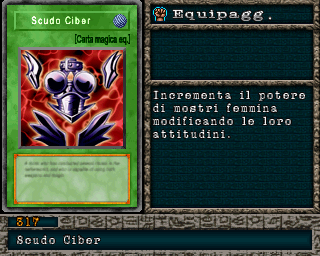 Scudo Ciber
[Carta magica eq.]
Equipagg.
Incrementa il potere
di mostri femmina
modificando le loro
attitudini.
317
Scudo Ciber